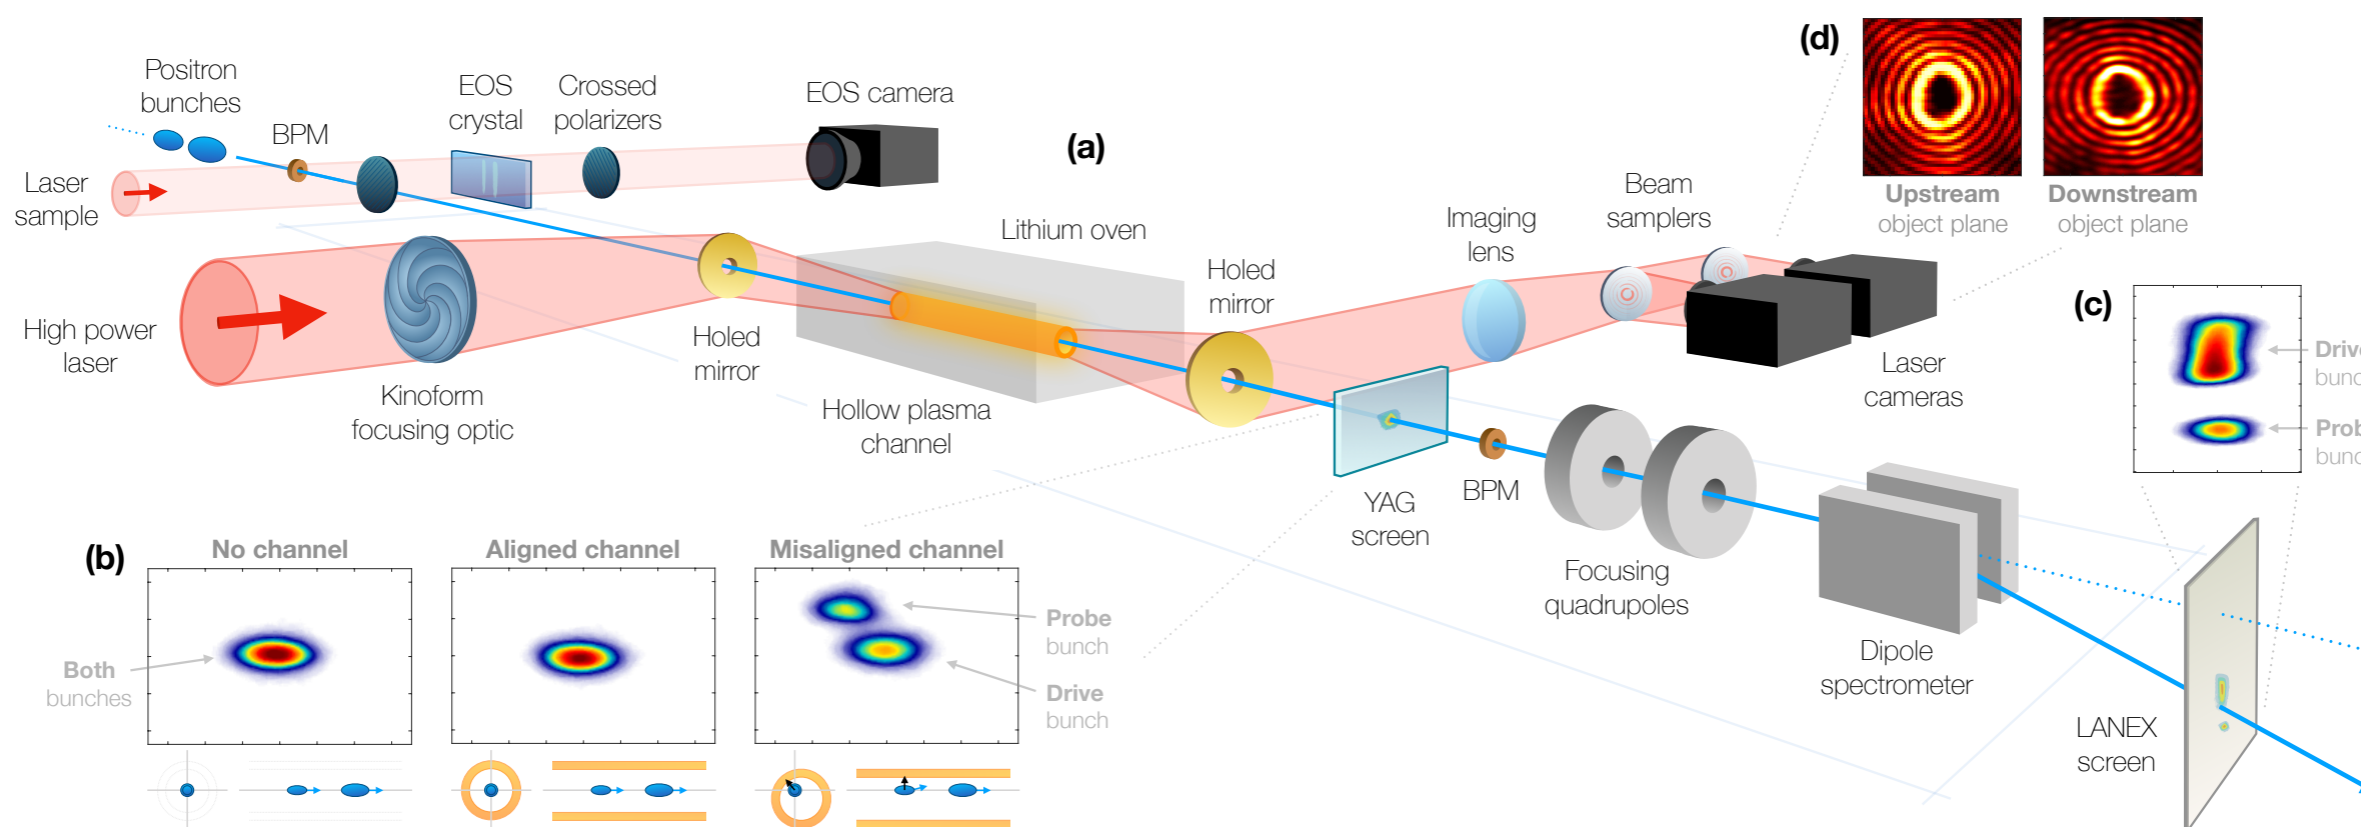 (d)
Positron
bunches
EOS
crystal
Crossed
polarizers
EOS camera
BPM
(a)
Laser
sample
Upstream
object plane
Downstream
object plane
Beam
samplers
Imaging
lens
Lithium oven
Holed
mirror
High power
laser
Holed
mirror
Kinoform
focusing optic
Hollow plasma
channel
Laser
cameras
(c)
YAG
screen
BPM
Focusing
quadrupoles
Dipole
spectrometer
LANEX
screen
(b)
No channel
Aligned channel
Misaligned channel
Both
bunches
Probe
bunch
Drive
bunch